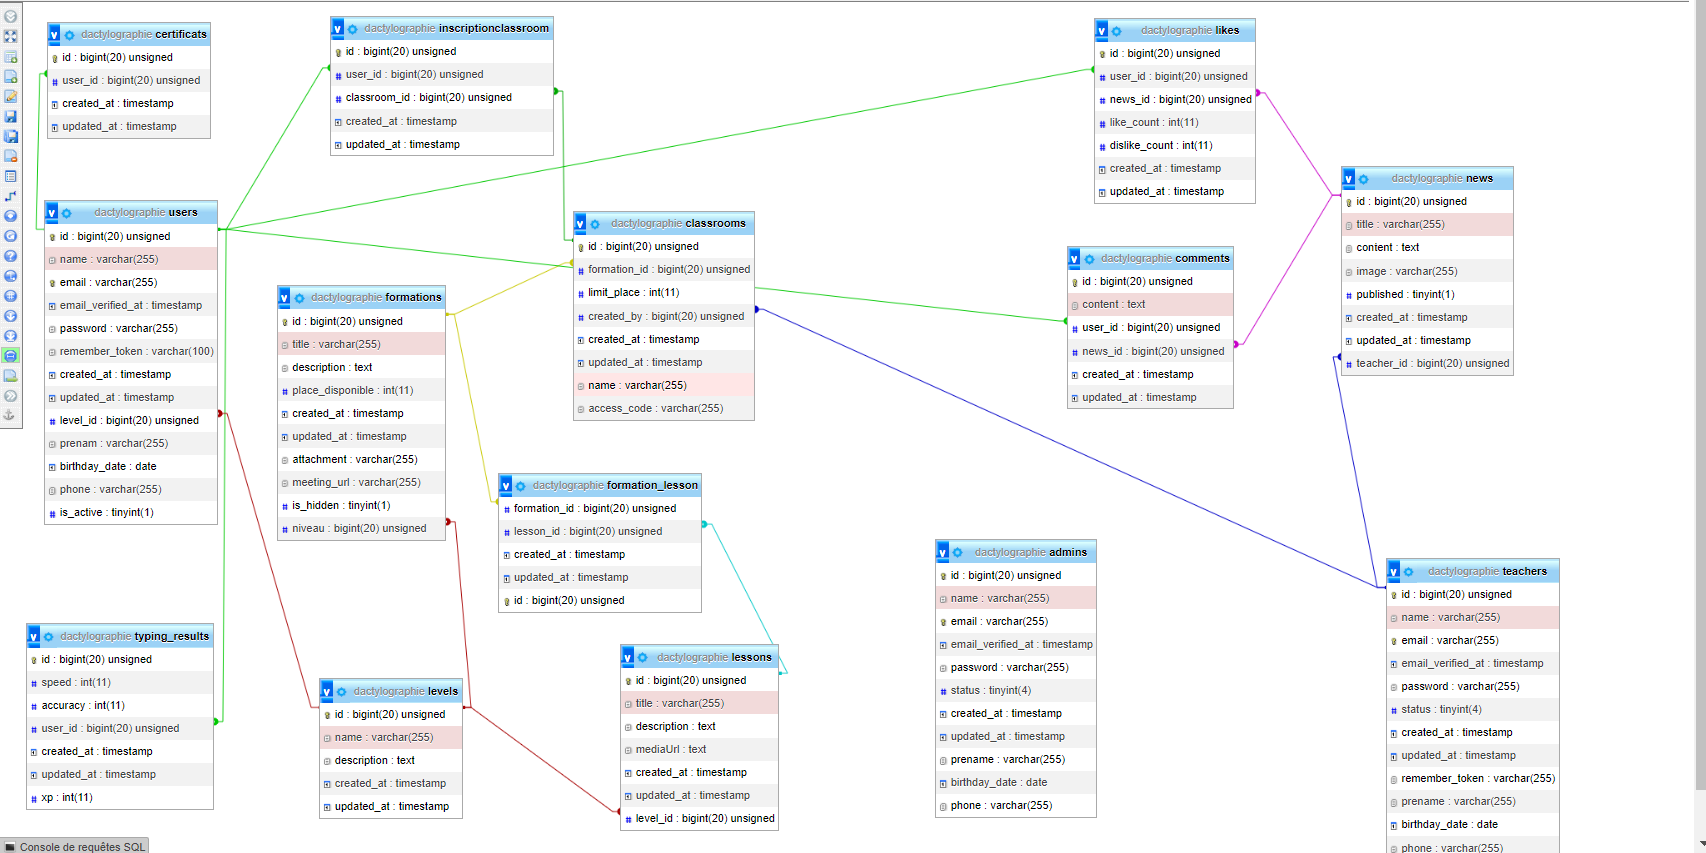 dactylographie certificats
id : bigint(20) unsigned
user_id : bigint(20) unsigned
created_at : timestamp
updated_at : timestamp
dactylographie inscriptionclassroom
id : bigint(20) unsigned
user_id : bigint(20) unsigned
classroom_id : bigint(20) unsigned
created_at : timestamp
updated_at : timestamp
dactylographie likes
id : bigint(20) unsigned
user_id : bigint(20) unsigned
news_id : bigint(20) unsigned
like_count : int(11)
dislike_count : int(11)
created_at : timestamp
updated_at : timestamp
dactylographie news
id : bigint(20) unsigned
title : varchar(255)
content : text
image : varchar(255)
published : tinyint(1)
created_at : timestamp
updated_at : timestamp
teacher_id : bigint(20) unsigned
dactylographie users
id : bigint(20) unsigned
name : varchar(255)
email : varchar(255)
email_verified_at : timestamp
password : varchar(255)
remember_token : varchar(100)
created_at : timestamp
updated_at : timestamp
level_id : bigint(20) unsigned
prenam : varchar(255)
birthday_date : date
phone : varchar(255)
is_active : tinyint(1)
dactylographie classrooms
id : bigint(20) unsigned
formation_id : bigint(20) unsigned
limit_place : int(11)
created_by : bigint(20) unsigned
created_at : timestamp
updated_at : timestamp
name : varchar(255)
access_code : varchar(255)
dactylographie comments
id : bigint(20) unsigned
content : text
user_id : bigint(20) unsigned
news_id : bigint(20) unsigned
created_at : timestamp
updated_at : timestamp
dactylographie formations
id : bigint(20) unsigned
title : varchar(255)
description : text
place_disponible : int(11)
created_at : timestamp
updated_at : timestamp
attachment : varchar(255)
meeting_url : varchar(255)
is_hidden : tinyint(1)
niveau : bigint(20) unsigned
dactylographie formation_lesson
formation_id : bigint(20) unsigned
lesson_id : bigint(20) unsigned
created_at : timestamp
updated_at : timestamp
id : bigint(20) unsigned
dactylographie admins
id : bigint(20) unsigned
name : varchar(255)
email : varchar(255)
email_verified_at : timestamp
password : varchar(255)
status : tinyint(4)
created_at : timestamp
updated_at : timestamp
prename : varchar(255)
birthday_date : date
phone : varchar(255)
dactylographie teachers
id : bigint(20) unsigned
name : varchar(255)
email : varchar(255)
email_verified_at : timestamp
password : varchar(255)
status : tinyint(4)
created_at : timestamp
updated_at : timestamp
remember_token : varchar(255)
prename : varchar(255)
birthday_date : date
phone : varchar(255)
dactylographie typing_results
id : bigint(20) unsigned
speed : int(11)
accuracy : int(11)
user_id : bigint(20) unsigned
created_at : timestamp
updated_at : timestamp
xp : int(11)
dactylographie levels
id : bigint(20) unsigned
name : varchar(255)
description : text
created_at : timestamp
updated_at : timestamp
dactylographie lessons
id : bigint(20) unsigned
title : varchar(255)
description : text
mediaUrl : text
created_at : timestamp
updated_at : timestamp
level_id : bigint(20) unsigned
Console de requêtes SQL